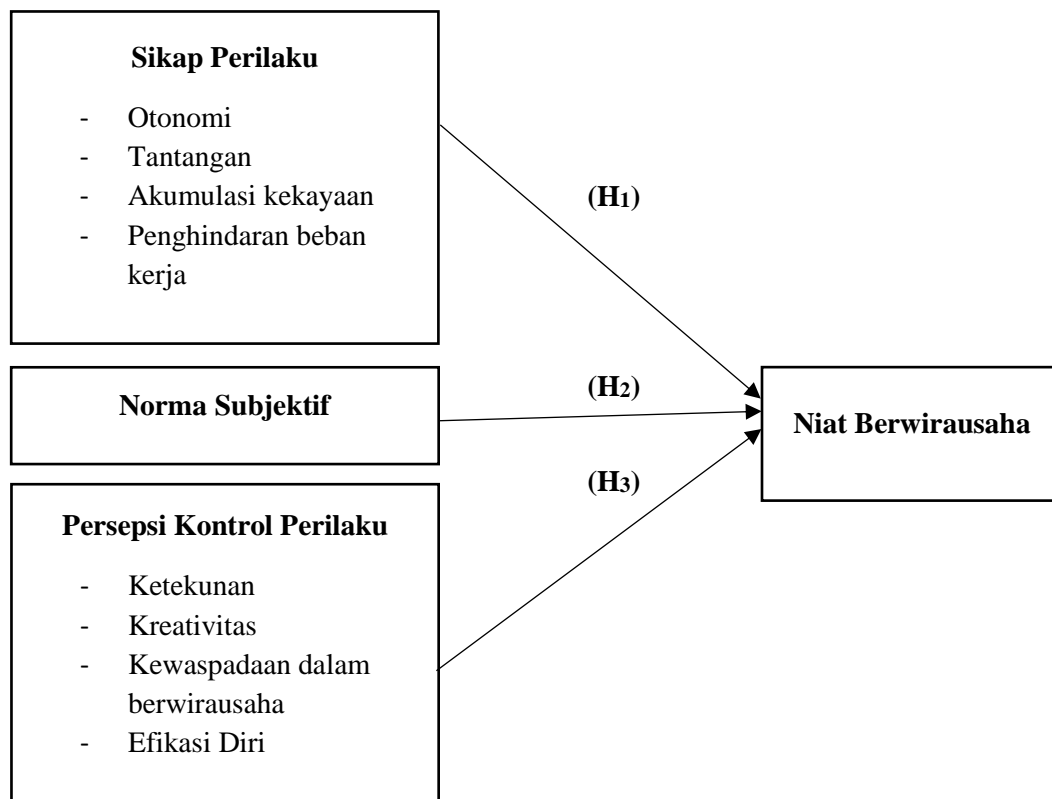 Sikap Perilaku
- Otonomi
- Tantangan
- Akumulasi kekayaan
- Penghindaran beban
kerja
(H1)
Norma Subjektif
(H2)
Niat Berwirausaha
(H3)
Persepsi Kontrol Perilaku
- Ketekunan
- Kreativitas
- Kewaspadaan dalam
berwirausaha
- Efikasi Diri